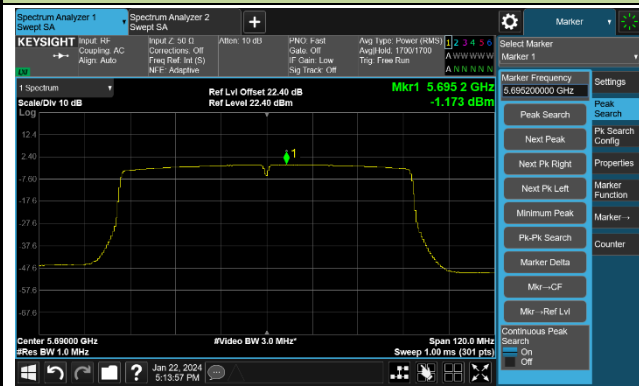 Spectrum Analyzer 1
Swept SA
Spectrum Analyzer 2
Swept SA
+
Marker
KEYSIGHT
Input: RF
Coupling: AC
Align: Auto
Input Z: 50 Ω
Corrections: Off
Freq Ref: Int (S)
NFE: Adaptive
Atten: 10 dB
PNO: Fast
Gate: Off
IF Gain: Low
Sig Track: Off
Avg Type: Power (RMS)
Avg|Hold: 1700/1700
Trig: Free Run
1 2 3 4 5 6
A W W W W W
A N N N N N
LV
Select Marker
Marker 1
1 Spectrum
Scale/Div 10 dB
Log
Ref Lvl Offset 22.40 dB
Ref Level 22.40 dBm
Mkr1 5.695 2 GHz
-1.173 dBm
12.4
2.40
-7.60
-17.6
-27.6
-37.6
-47.6
-57.6
-67.6
1
Center 5.69000 GHz
#Res BW 1.0 MHz
#Video BW 3.0 MHz*
Span 120.0 MHz
Sweep 1.00 ms (301 pts)
Marker Frequency
5.695200000 GHz
Peak Search
Next Peak
Next Pk Right
Next Pk Left
Minimum Peak
Pk-Pk Search
Marker Delta
Mkr→CF
Mkr→Ref Lvl
Continuous Peak
Search
On
Off
Settings
Peak
Search
Pk Search
Config
Properties
Marker
Function
Marker→
Counter
?
Jan 22, 2024
5:13:57 PM